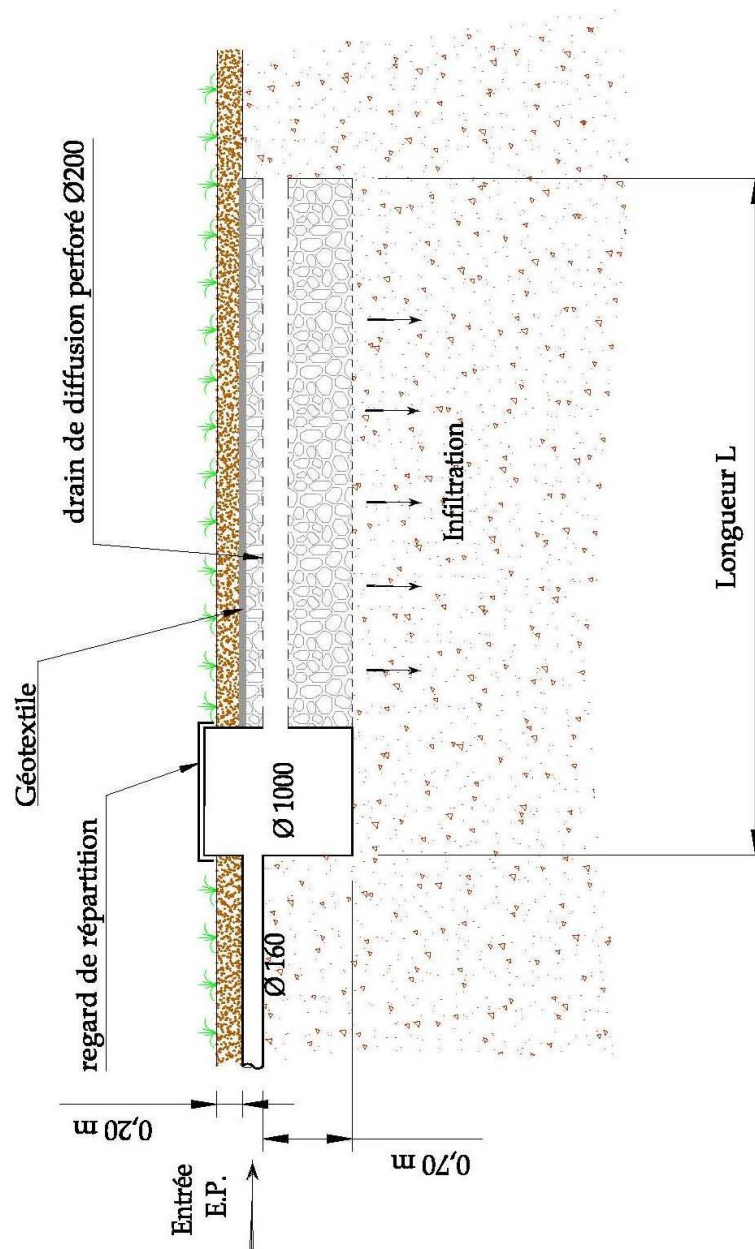 Entrée
E.P.
0,20 m
0,70 m
regard de répartition
Géotextile
drain de diffusion perforé Ø200
Ø 160
Ø 1000
Infiltration
Longueur L